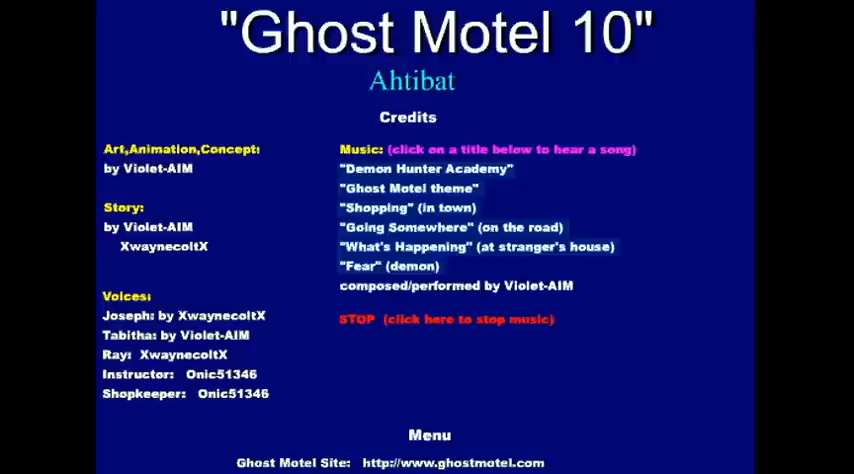 "Ghost Motel 10"
Ahtibat
Credits
Art,Animation,Concept:
by Violet-AIM
Story:
by Violet-AIM
XwaynecoltX
Voices:
Joseph: by XwaynecoltX
Tabitha: by Violet-AIM
Ray: XwaynecoltX
Instructor: Onic51346
Shopkeeper: Onic51346
Music: (click on a title below to hear a song)
"Demon Hunter Academy"
"Ghost Motel theme"
"Shopping" (in town)
"Going Somewhere" (on the road)
"What's Happening" (at stranger's house)
"Fear" (demon)
composed/performed by Violet-AIM
STOP (click here to stop music)
Menu
Ghost Motel Site: http://www.ghostmotel.com